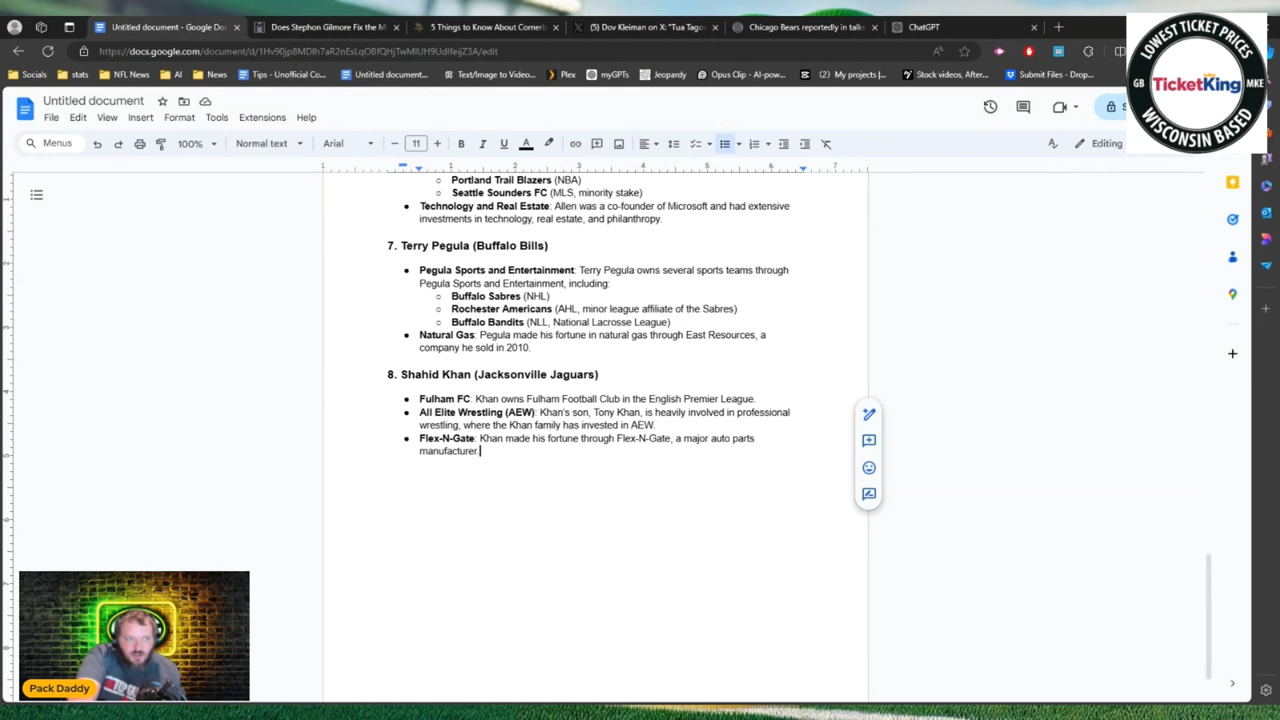 Untitled document - Google Doc
Does Stephon Gilmore Fix the M
5 Things to Know About Cornerb
(5) Dov Kleiman on X: "Tua Tago
Chicago Bears reportedly in talks
ChatGPT
https://docs.google.com/document/d/
/edit
Socials
stats
NFL News
AI
News
Tips - Unofficial Co...
Untitled document...
Text/Image to Video...
Plex
myGPTs
Jeopardy
Opus Clip - AI-pow...
(2) My projects |...
Stock videos, After...
Submit Files - Drop...
LOWEST TICKET PRICES
GB
TicketKing
MKE
WISCONSIN BASED
Untitled document
File Edit View Insert Format Tools Extensions Help
Menus
100%
Normal text
Arial
11
Editing
Portland Trail Blazers (NBA)
Seattle Sounders FC (MLS, minority stake)
Technology and Real Estate: Allen was a co-founder of Microsoft and had extensive
investments in technology, real estate, and philanthropy.
7. Terry Pegula (Buffalo Bills)
Pegula Sports and Entertainment: Terry Pegula owns several sports teams through
Pegula Sports and Entertainment, including:
Buffalo Sabres (NHL)
Rochester Americans (AHL, minor league affiliate of the Sabres)
Buffalo Bandits (NLL, National Lacrosse League)
Natural Gas: Pegula made his fortune in natural gas through East Resources, a
company he sold in 2010.
8. Shahid Khan (Jacksonville Jaguars)
Fulham FC: Khan owns Fulham Football Club in the English Premier League.
All Elite Wrestling (AEW): Khan's son, Tony Khan, is heavily involved in professional
wrestling, where the Khan family has invested in AEW.
Flex-N-Gate: Khan made his fortune through Flex-N-Gate, a major auto parts
manufacturer.
Pack Daddy